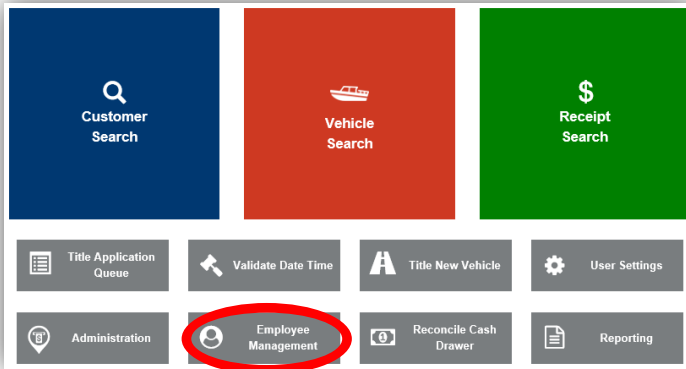 Customer
Search
Vehicle
Search
$
Receipt
Search
Title Application
Queue
Validate Date Time
Title New Vehicle
User Settings
Administration
Employee
Management
Reconcile Cash
Drawer
Reporting